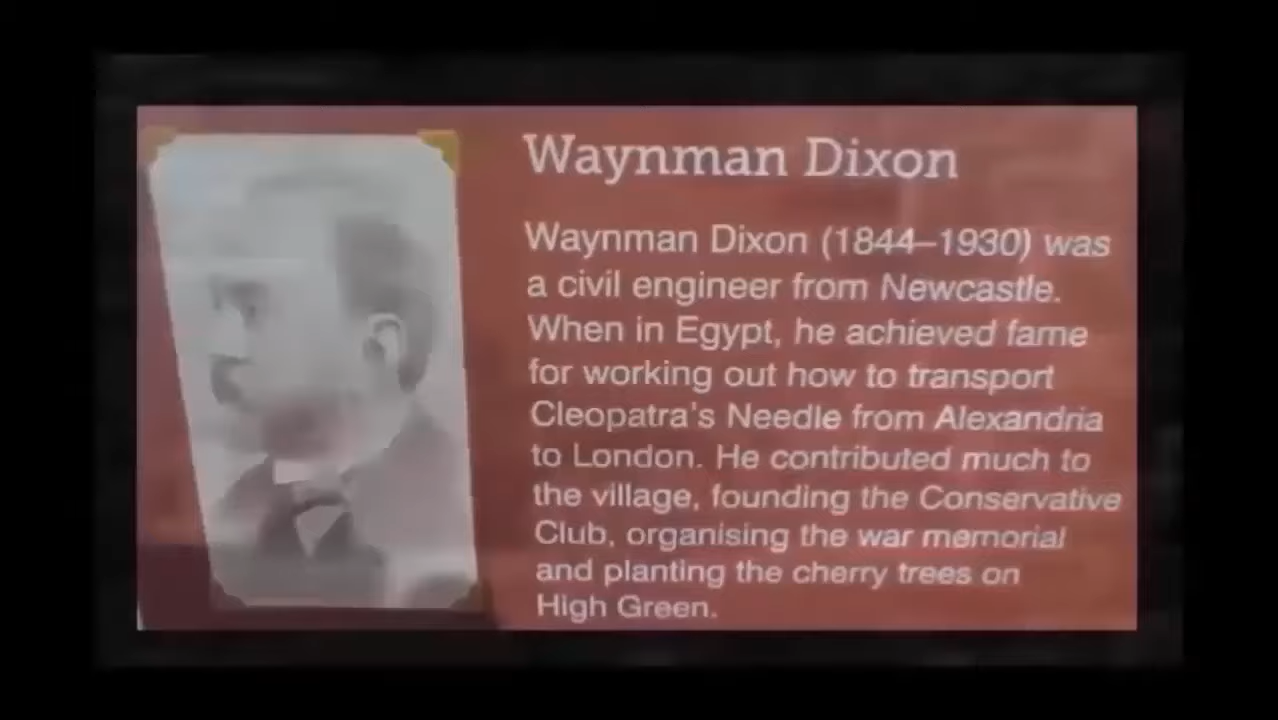 Waynman Dixon
Waynman Dixon (1844–1930) was
a civil engineer from Newcastle.
When in Egypt, he achieved fame
for working out how to transport
Cleopatra's Needle from Alexandria
to London. He contributed much to
the village, founding the Conservative
Club, organising the war memorial
and planting the cherry trees on
High Green.